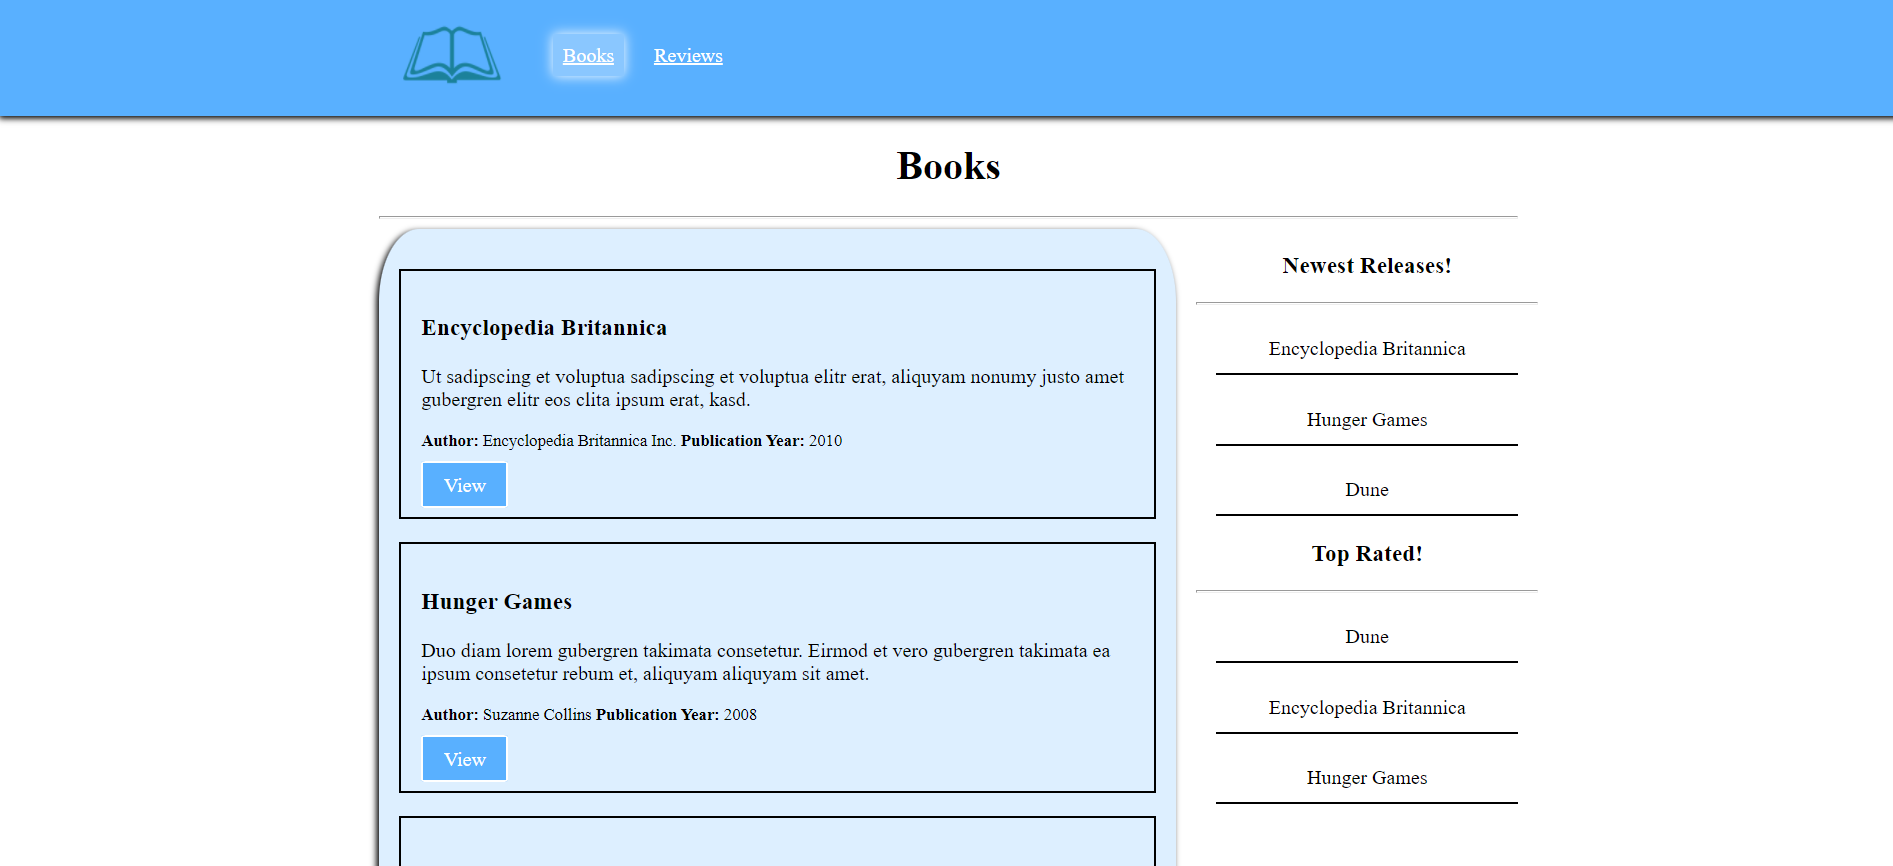 Books Reviews
Books
Encyclopedia Britannica
Ut sadipscing et voluptua sadipscing et voluptua elitr erat, aliquyam nonumy justo amet
gubergren elitr eos clita ipsum erat, kasd.
Author: Encyclopedia Britannica Inc. Publication Year: 2010
View
Hunger Games
Duo diam lorem gubergren takimata consetetur. Eirmod et vero gubergren takimata ea
ipsum consetetur rebum et, aliquyam aliquyam sit amet.
Author: Suzanne Collins Publication Year: 2008
View
Newest Releases!
Encyclopedia Britannica
Hunger Games
Dune
Top Rated!
Dune
Encyclopedia Britannica
Hunger Games